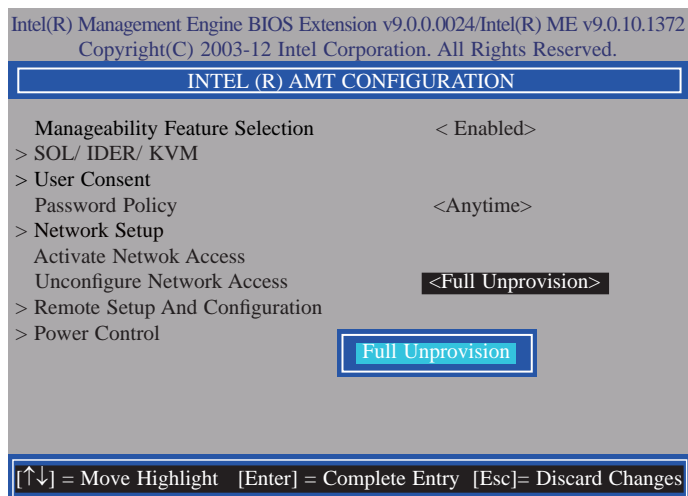 Intel(R) Management Engine BIOS Extension v9.0.0.0024/Intel(R) ME v9.0.10.1372
Copyright(C) 2003-12 Intel Corporation. All Rights Reserved.
INTEL (R) AMT CONFIGURATION
Manageability Feature Selection < Enabled>
> SOL/ IDER/ KVM
> User Consent
Password Policy <Anytime>
> Network Setup
Activate Netwok Access
Unconfigure Network Access <Full Unprovision>
> Remote Setup And Configuration
> Power Control
Full Unprovision
[↑↓] = Move Highlight [Enter] = Complete Entry [Esc]= Discard Changes